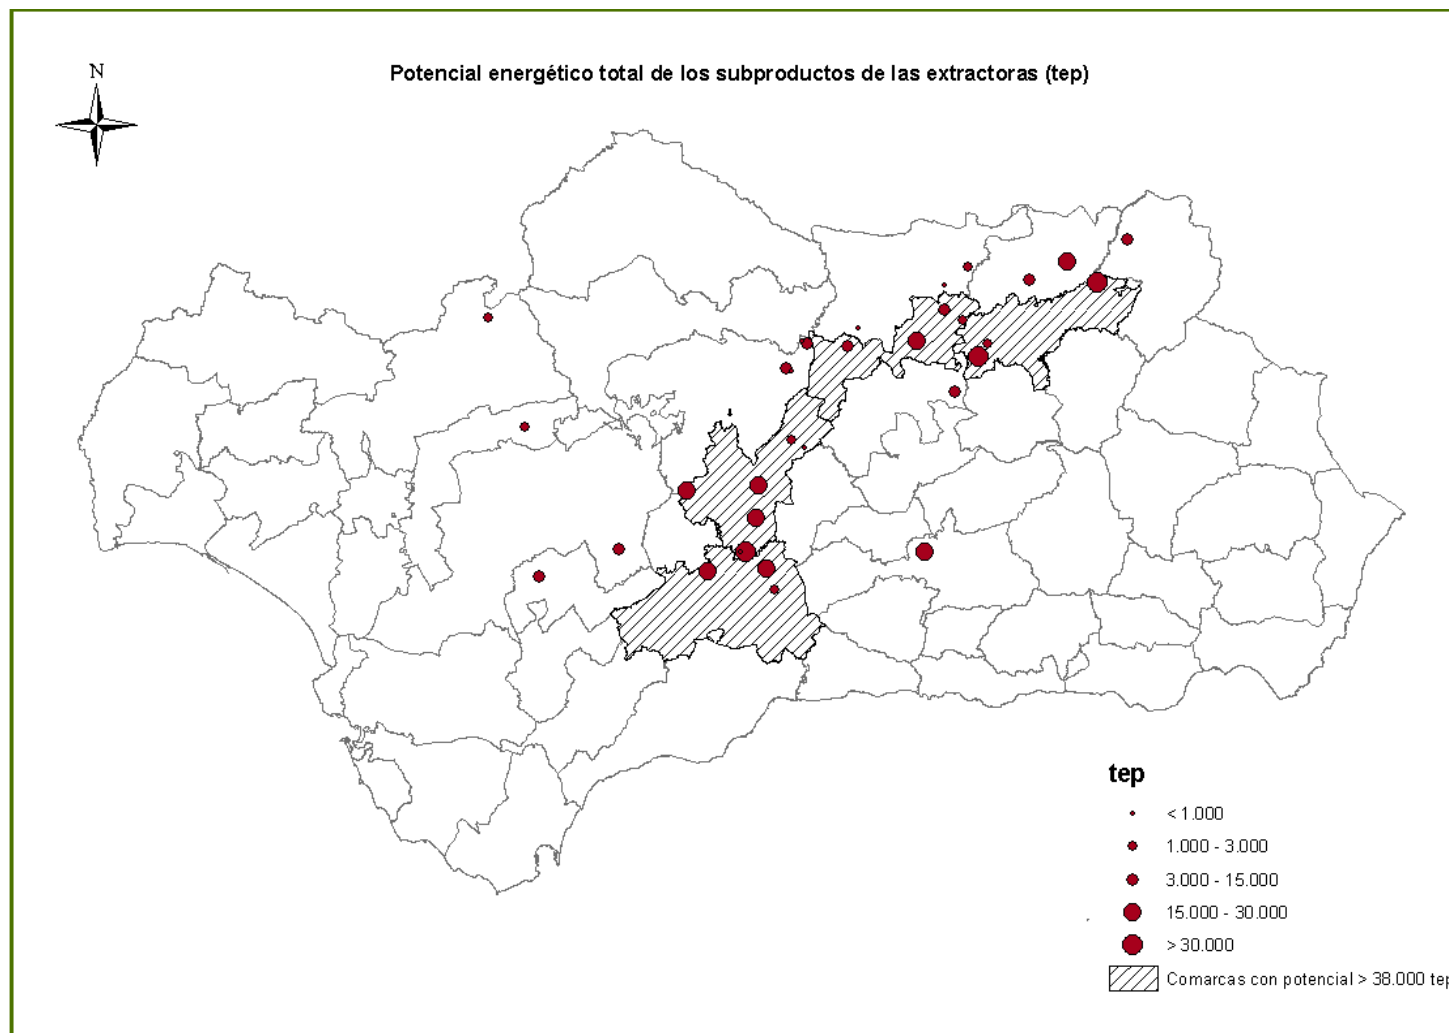 N
Potencial energético total de los subproductos de las extractoras (tep)
tep
< 1.000
1.000 - 3.000
3.000 - 15.000
15.000 - 30.000
> 30.000
Comarcas con potencial > 38.000 tep